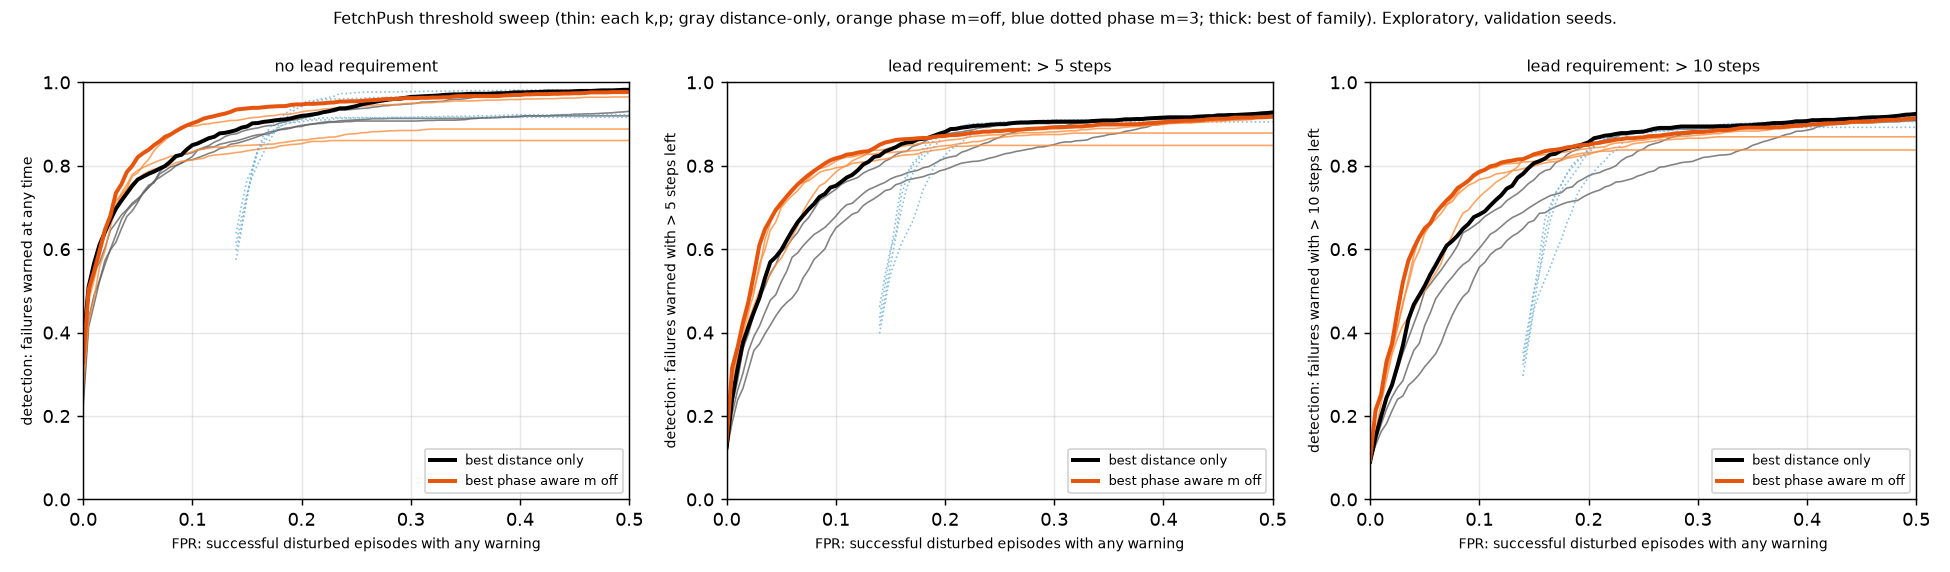 FetchPush threshold sweep (thin: each k,p; gray distance-only, orange phase m=off, blue dotted phase m=3; thick: best of family). Exploratory, validation seeds.
no lead requirement
detection: failures warned at any time
1.0
0.8
0.6
0.4
0.2
0.0
best distance only
best phase aware m off
0.0 0.1 0.2 0.3 0.4 0.5
FPR: successful disturbed episodes with any warning
lead requirement: > 5 steps
detection: failures warned with > 5 steps left
1.0
0.8
0.6
0.4
0.2
0.0
best distance only
best phase aware m off
0.0 0.1 0.2 0.3 0.4 0.5
FPR: successful disturbed episodes with any warning
lead requirement: > 10 steps
detection: failures warned with > 10 steps left
1.0
0.8
0.6
0.4
0.2
0.0
best distance only
best phase aware m off
0.0 0.1 0.2 0.3 0.4 0.5
FPR: successful disturbed episodes with any warning